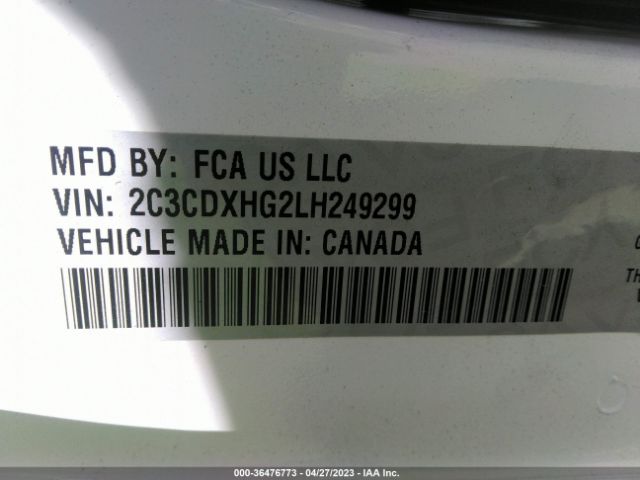 MFD BY: FCA US LLC
VIN: 2C3CDXHG2LH249299
VEHICLE MADE IN: CANADA
000-36476773 - 04/27/2023 - IAA Inc.